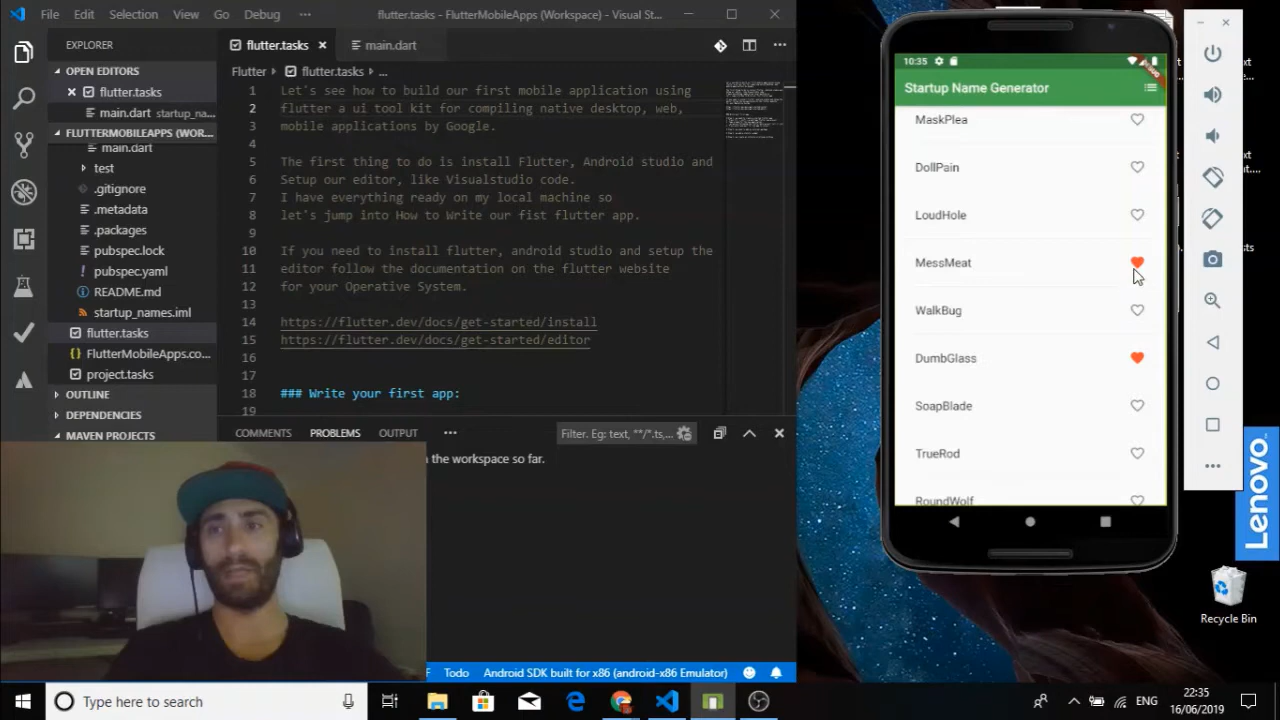 File Edit Selection View Go Debug ··· flutter.tasks - FlutterMobileApps (Workspace) - Visual St...
EXPLORER
OPEN EDITORS
flutter.tasks
main.dart startup_na...
FLUTTERMOBILEAPPS (WOR...
main.dart
test
.gitignore
.metadata
.packages
pubspec.lock
! pubspec.yaml
README.md
startup_names.iml
flutter.tasks
{} FlutterMobileApps.co...
project.tasks
OUTLINE
DEPENDENCIES
MAVEN PROJECTS
flutter.tasks × main.dart
Flutter › flutter.tasks › ...
1 Let's see how to build our first mobile application using
2 flutter a ui tool kit for compiling native desktop, web,
3 mobile applications by Google.
4
5 The first thing to do is install Flutter, Android studio and
6 Setup our editor, like Visualstudio code.
7 I have everything ready on my local machine so
8 let's jump into How to Write our fist flutter app.
9
10 If you need to install flutter, android studio and setup the
11 editor follow the documentation on the flutter website
12 for your Operative System.
13
14 https://flutter.dev/docs/get-started/install
15 https://flutter.dev/docs/get-started/editor
16
17
18 ### Write your first app:
19
COMMENTS PROBLEMS OUTPUT ··· Filter. Eg: text, **/*.ts,...
the workspace so far.
Todo Android SDK built for x86 (android-x86 Emulator)
10:35
Startup Name Generator
MaskPlea
DollPain
LoudHole
MessMeat
WalkBug
DumbGlass
SoapBlade
TrueRod
RoundWolf
Lenovo
Recycle Bin
Type here to search
ENG
22:35
16/06/2019